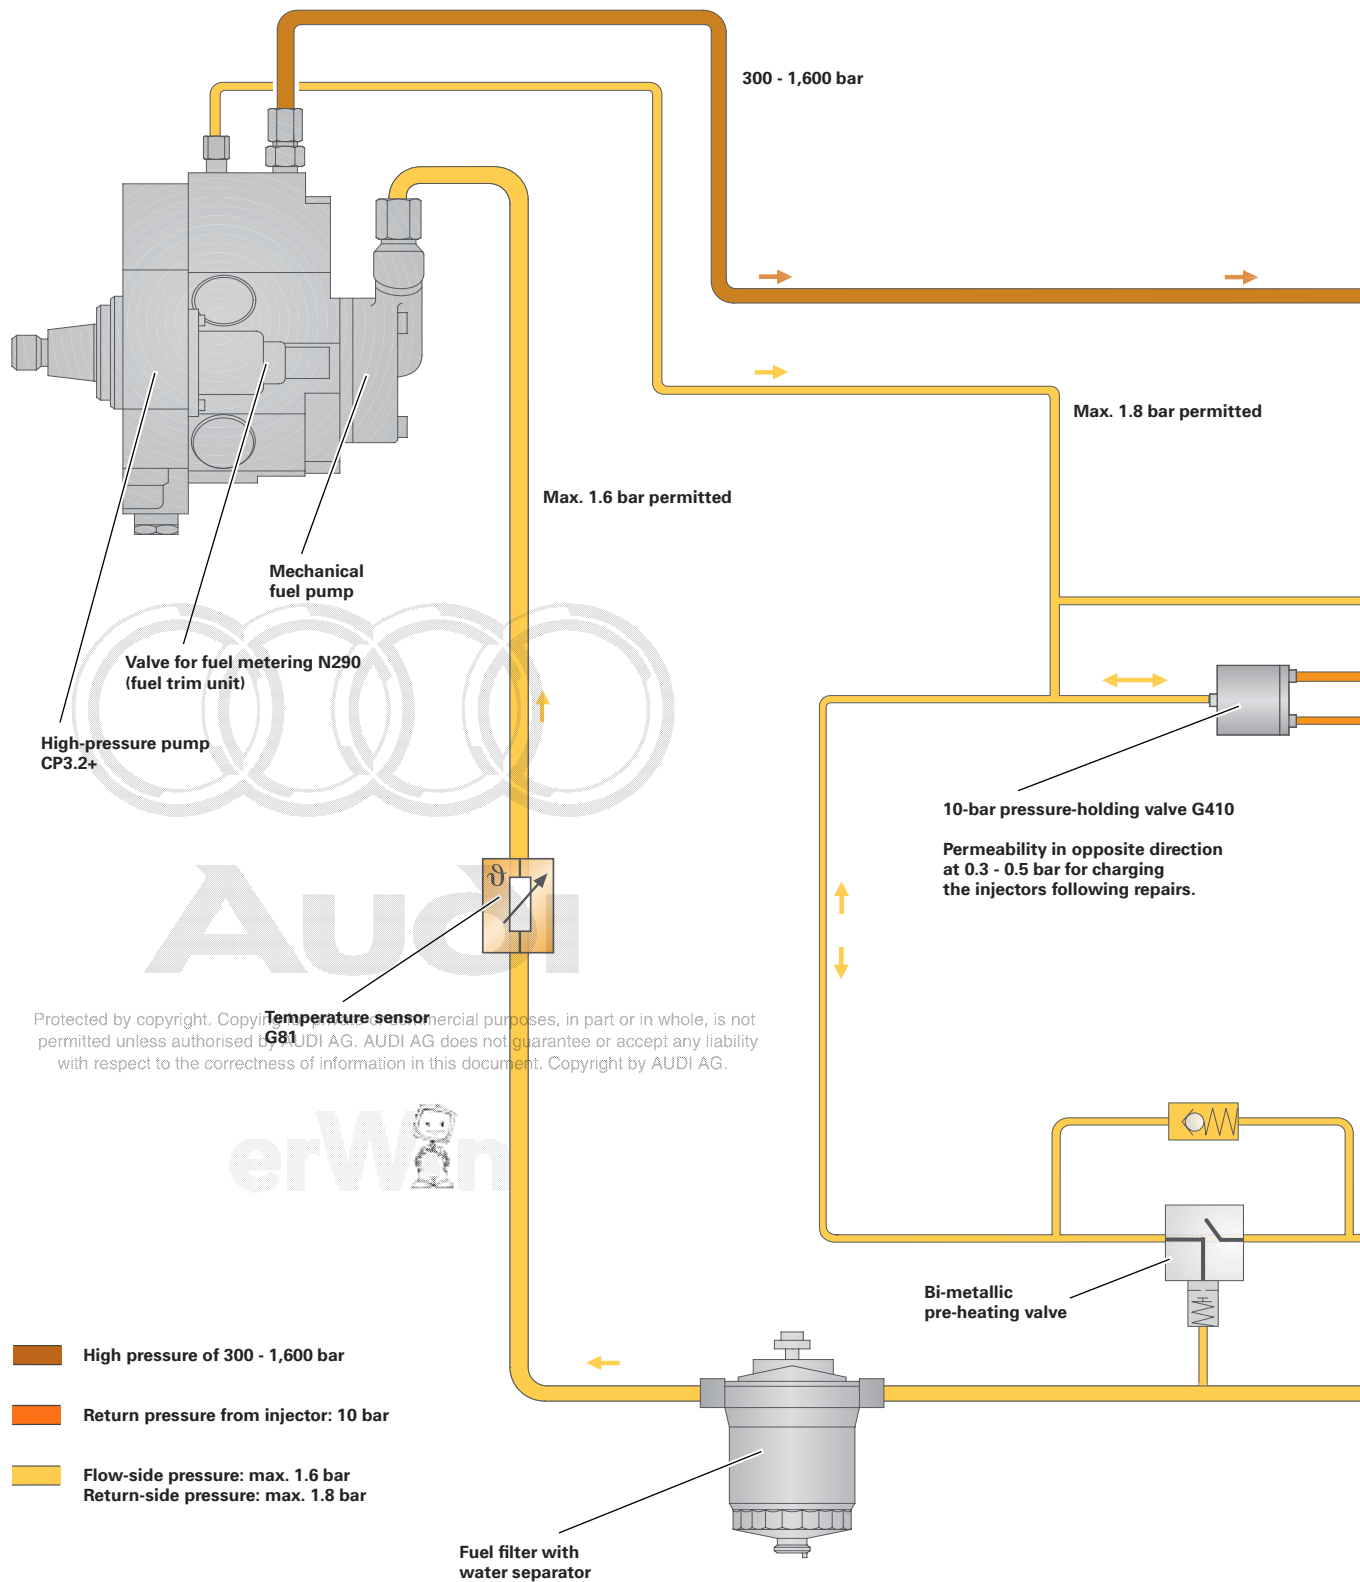 300 - 1,600 bar
Max. 1.8 bar permitted
Max. 1.6 bar permitted
Mechanical
fuel pump
Valve for fuel metering N290
(fuel trim unit)
High-pressure pump
CP3.2+
10-bar pressure-holding valve G410
Permeability in opposite direction
at 0.3 - 0.5 bar for charging
the injectors following repairs.
ϑ
Audi
Temperature sensor
G81
Protected by copyright. Copying for private or commercial purposes, in part or in whole, is not
permitted unless authorised by AUDI AG. AUDI AG does not guarantee or accept any liability
with respect to the correctness of information in this document. Copyright by AUDI AG.
erWin
Bi-metallic
pre-heating valve
High pressure of 300 - 1,600 bar
Return pressure from injector: 10 bar
Flow-side pressure: max. 1.6 bar
Return-side pressure: max. 1.8 bar
Fuel filter with
water separator